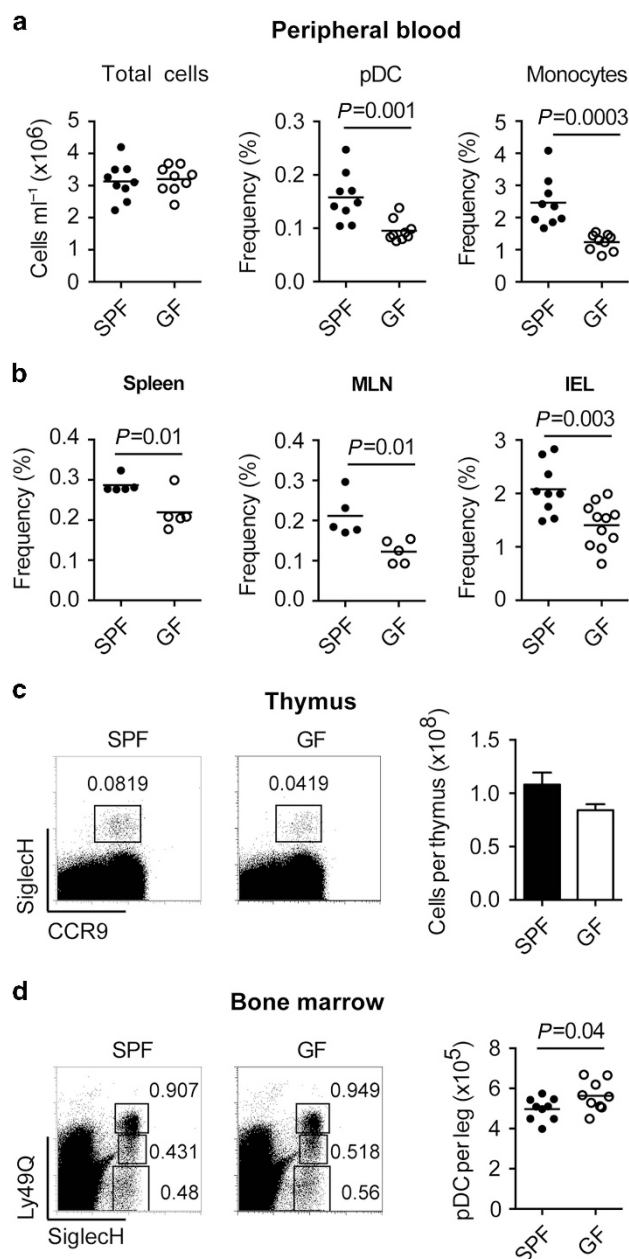 a
Peripheral blood
Total cells
pDC
Monocytes
P=0.001
P=0.0003
Cells ml⁻¹ (x10⁶)
5
4
3
2
1
0
SPF
GF
Frequency (%)
0.3
0.2
0.1
0.0
SPF
GF
Frequency (%)
5
4
3
2
1
0
SPF
GF
b
Spleen
MLN
IEL
P=0.01
P=0.01
P=0.003
Frequency (%)
0.4
0.3
0.2
0.1
0.0
SPF
GF
Frequency (%)
0.4
0.3
0.2
0.1
0.0
SPF
GF
Frequency (%)
3
2
1
0
SPF
GF
c
Thymus
SPF
GF
0.0819
0.0419
SiglecH
CCR9
Cells per thymus (x10⁸)
1.5
1.0
0.5
0.0
SPF
GF
d
Bone marrow
SPF
GF
0.907
0.431
0.48
0.949
0.518
0.56
Ly49Q
SiglecH
P=0.04
pDC per leg (x10⁵)
8
6
4
2
0
SPF
GF